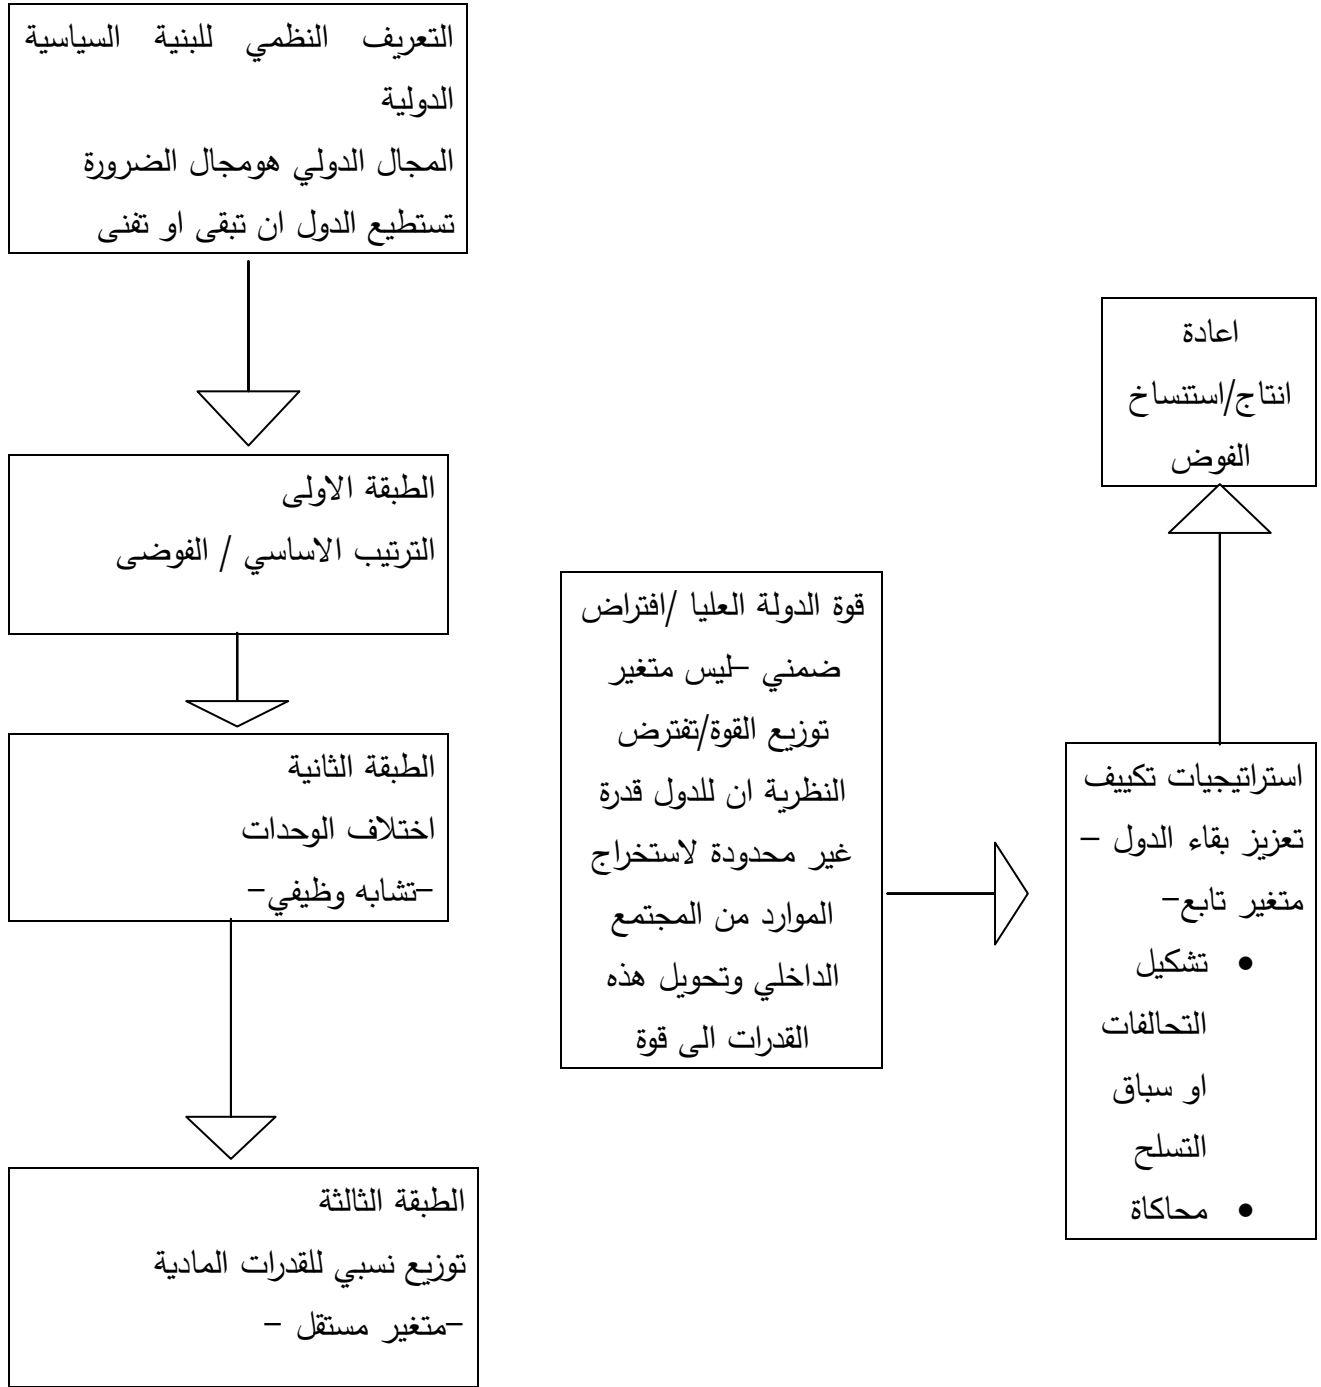 التعريف النظمي للبنية السياسية
الدولية
المجال الدولي هومجال الضرورة
تستطيع الدول ان تبقى او تفنى
الطبقة الاولى
الترتيب الاساسي / الفوضى
الطبقة الثانية
اختلاف الوحدات
–تشابه وظيفي–
الطبقة الثالثة
توزيع نسبي للقدرات المادية
–متغير مستقل –
قوة الدولة العليا /افتراض
ضمني –ليس متغير
توزيع القوة/تفترض
النظرية ان للدول قدرة
غير محدودة لاستخراج
الموارد من المجتمع
الداخلي وتحويل هذه
القدرات الى قوة
اعادة
انتاج/استنساخ
الفوض
استراتيجيات تكييف
تعزيز بقاء الدول –
متغير تابع–
• تشكيل
التحالفات
او سباق
التسلح
• محاكاة